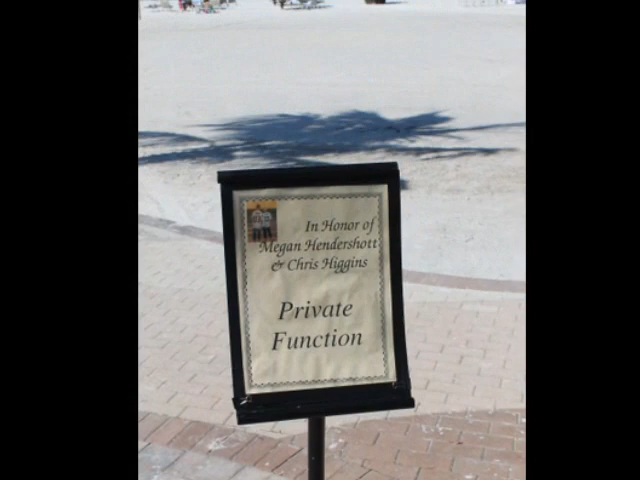 In Honor of
Megan Hendershott
& Chris Higgins
Private
Function